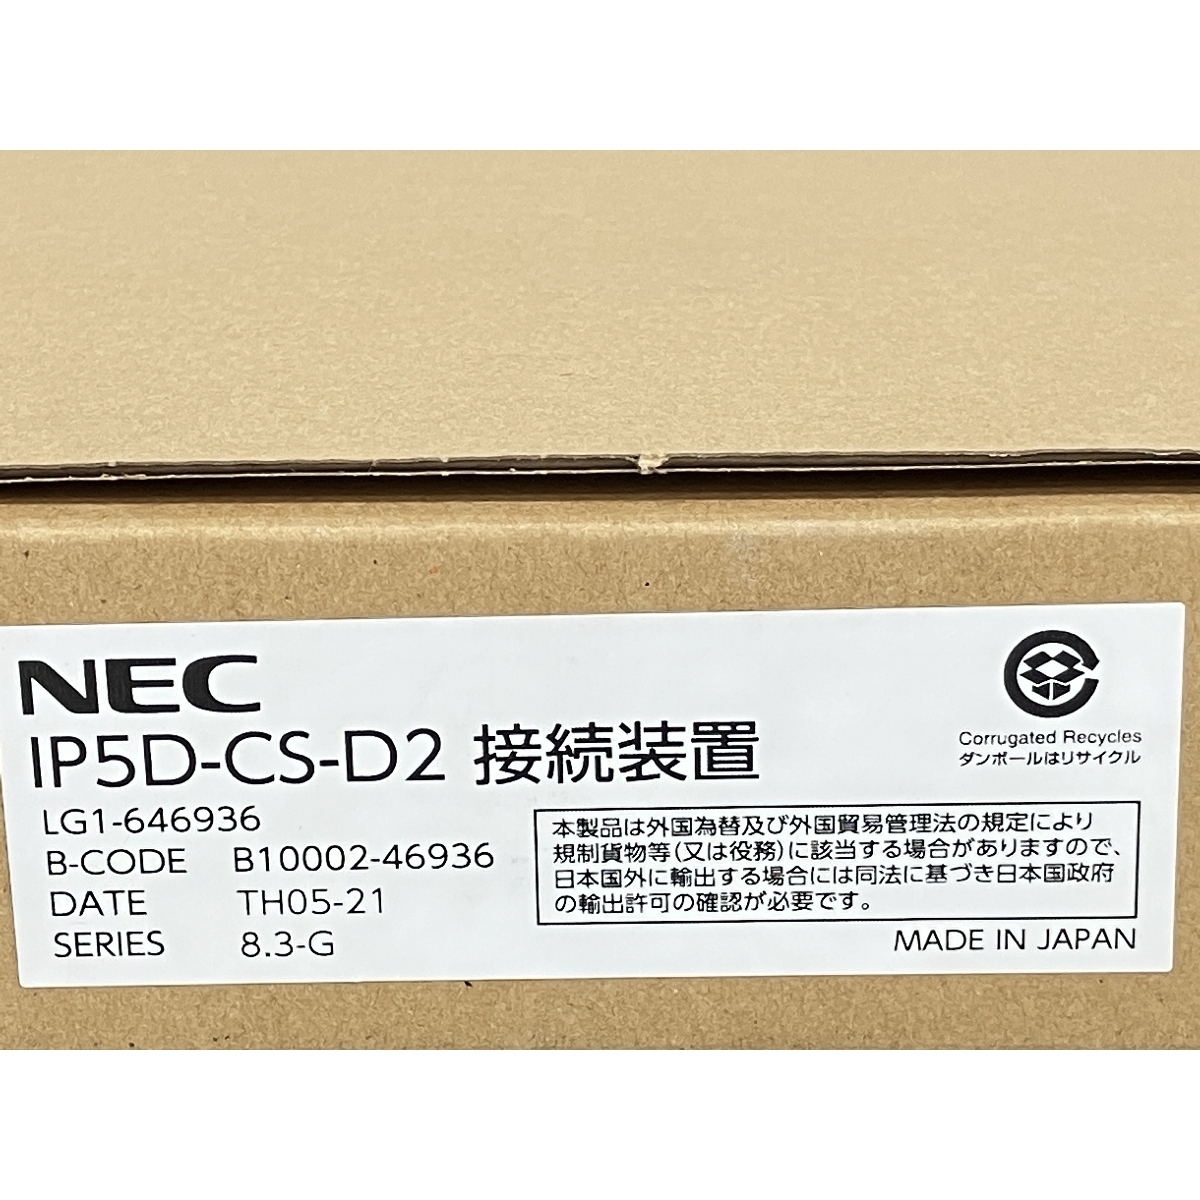 NEC
IP5D-CS-D2 接続装置
LG1-646936
B-CODE B10002-46936
DATE TH05-21
SERIES 8.3-G
Corrugated Recycles
ダンボールはリサイクル
本製品は外国為替及び外国貿易管理法の規定により
規制貨物等(又は役務)に該当する場合がありますので、
日本国外に輸出する場合には同法に基づき日本国政府
の輸出許可の確認が必要です。
MADE IN JAPAN